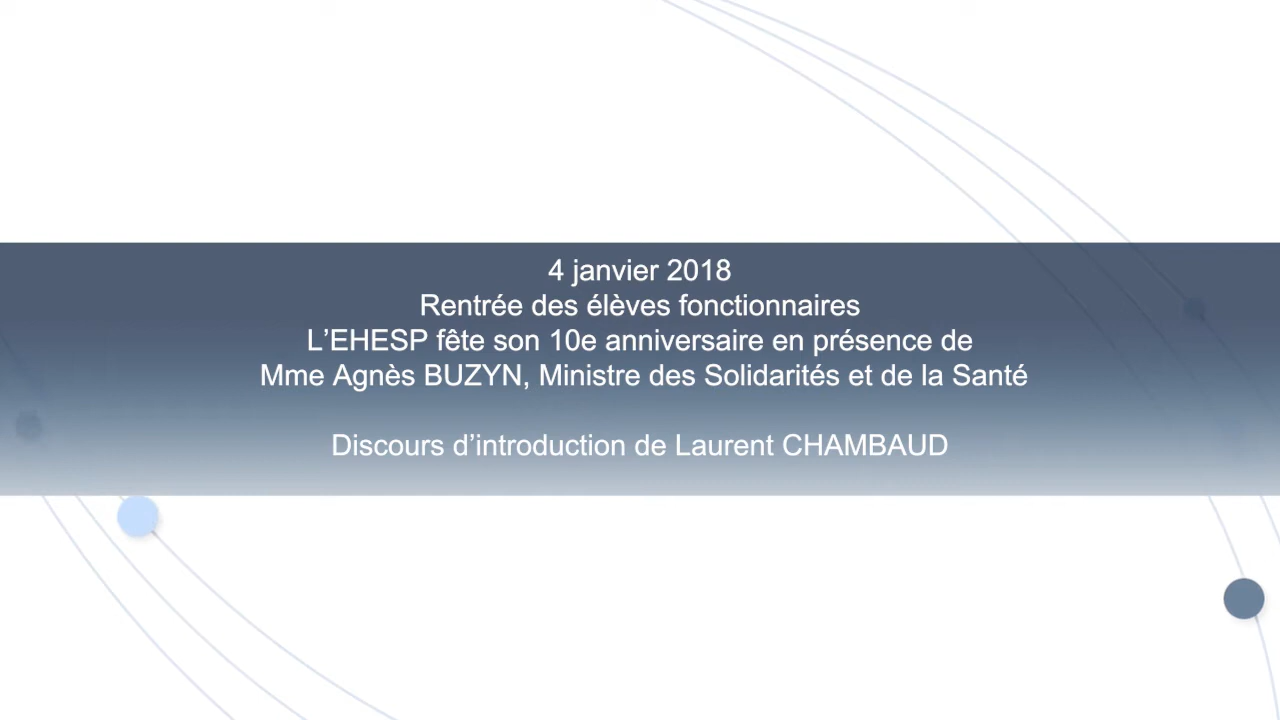 4 janvier 2018
Rentrée des élèves fonctionnaires
L’EHESP fête son 10e anniversaire en présence de
Mme Agnès BUZYN, Ministre des Solidarités et de la Santé
Discours d’introduction de Laurent CHAMBAUD